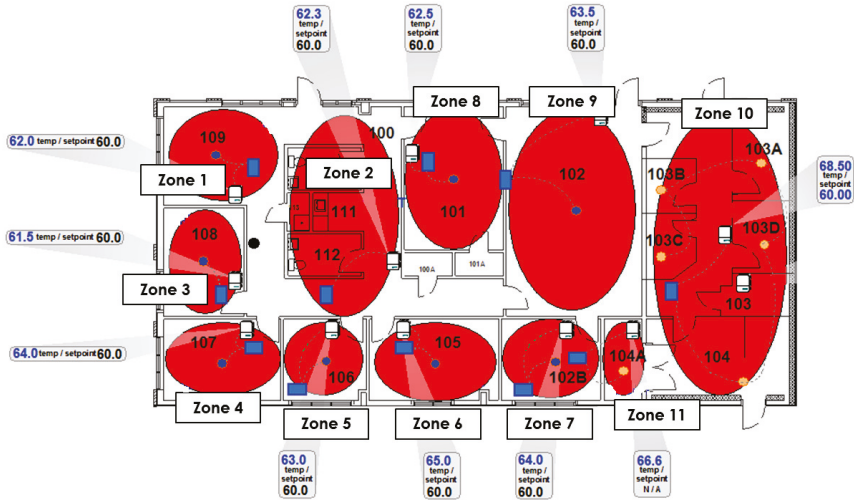 62.3
temp /
setpoint
60.0
62.5
temp /
setpoint
60.0
63.5
temp /
setpoint
60.0
Zone 8
Zone 9
Zone 10
109
100
62.0 temp / setpoint 60.0
103A
Zone 1
Zone 2
103B
68.50
temp /
setpoint
60.00
102
101
111
108
61.5 temp / setpoint 60.0
103C
103D
112
100A
101A
Zone 3
103
107
105
104
64.0 temp / setpoint 60.0
106
102B
104A
Zone 4
Zone 5
Zone 6
Zone 7
Zone 11
63.0
temp /
setpoint
60.0
65.0
temp /
setpoint
60.0
64.0
temp /
setpoint
60.0
66.6
temp /
setpoint
N / A